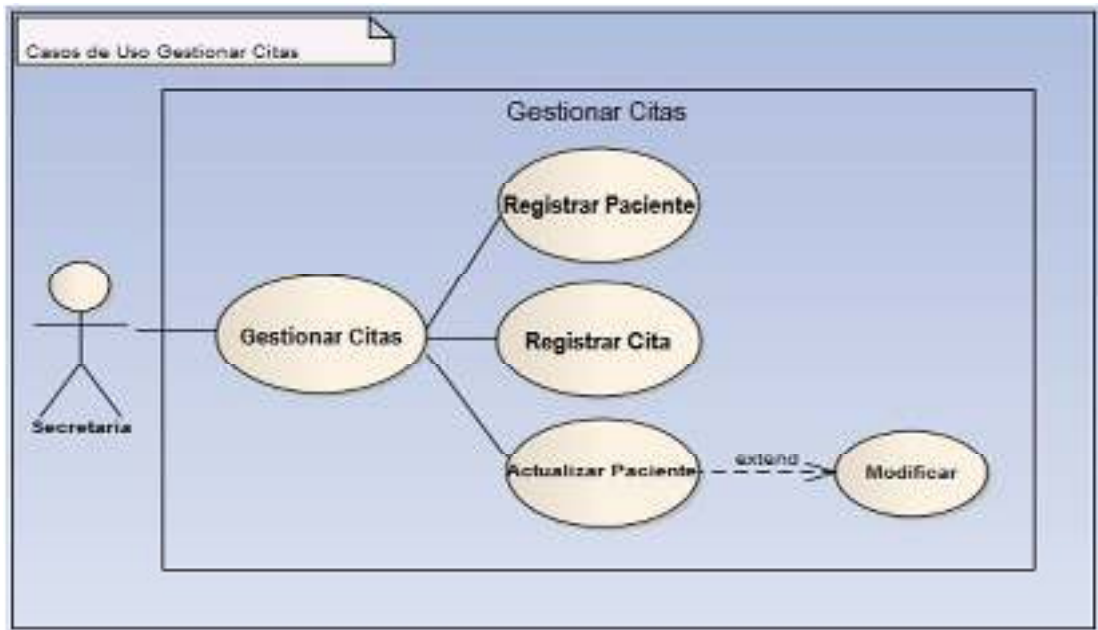 Casos de Uso Gestionar Citas
Gestionar Citas
Registrar Paciente
Gestionar Citas
Registrar Cita
Secretaria
Actualizar Paciente
extend
Modificar